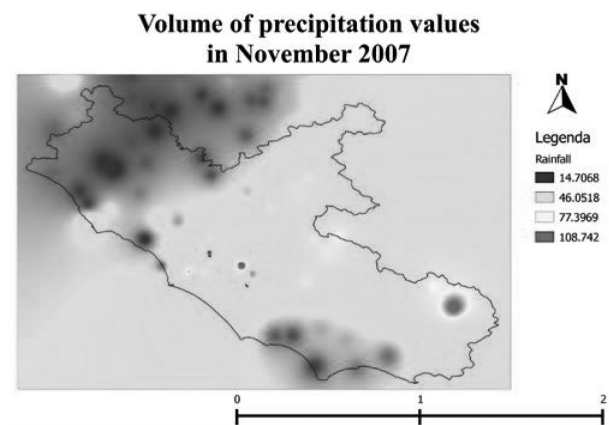 Volume of precipitation values
in November 2007
N
Legenda
Rainfall
14.7068
46.0518
77.3969
108.742
0 1 2